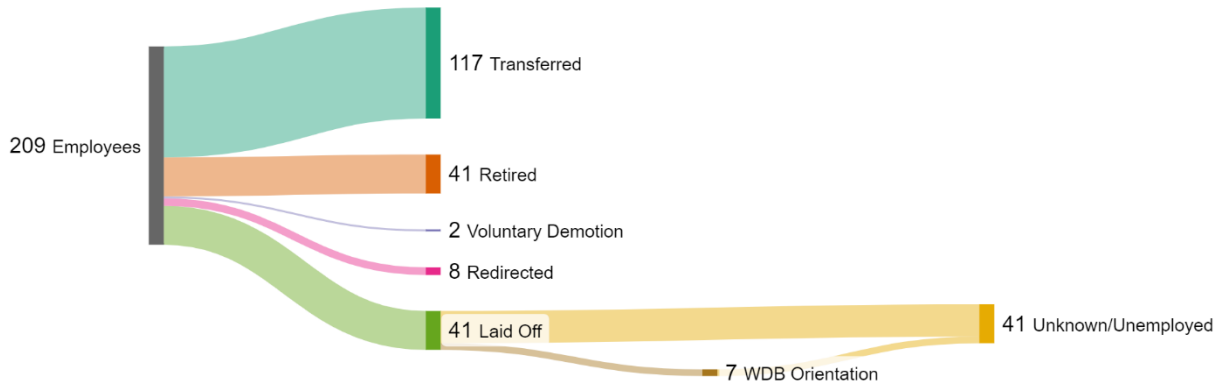 117 Transferred
209 Employees
41 Retired
2 Voluntary Demotion
8 Redirected
41 Laid Off
41 Unknown/Unemployed
7 WDB Orientation